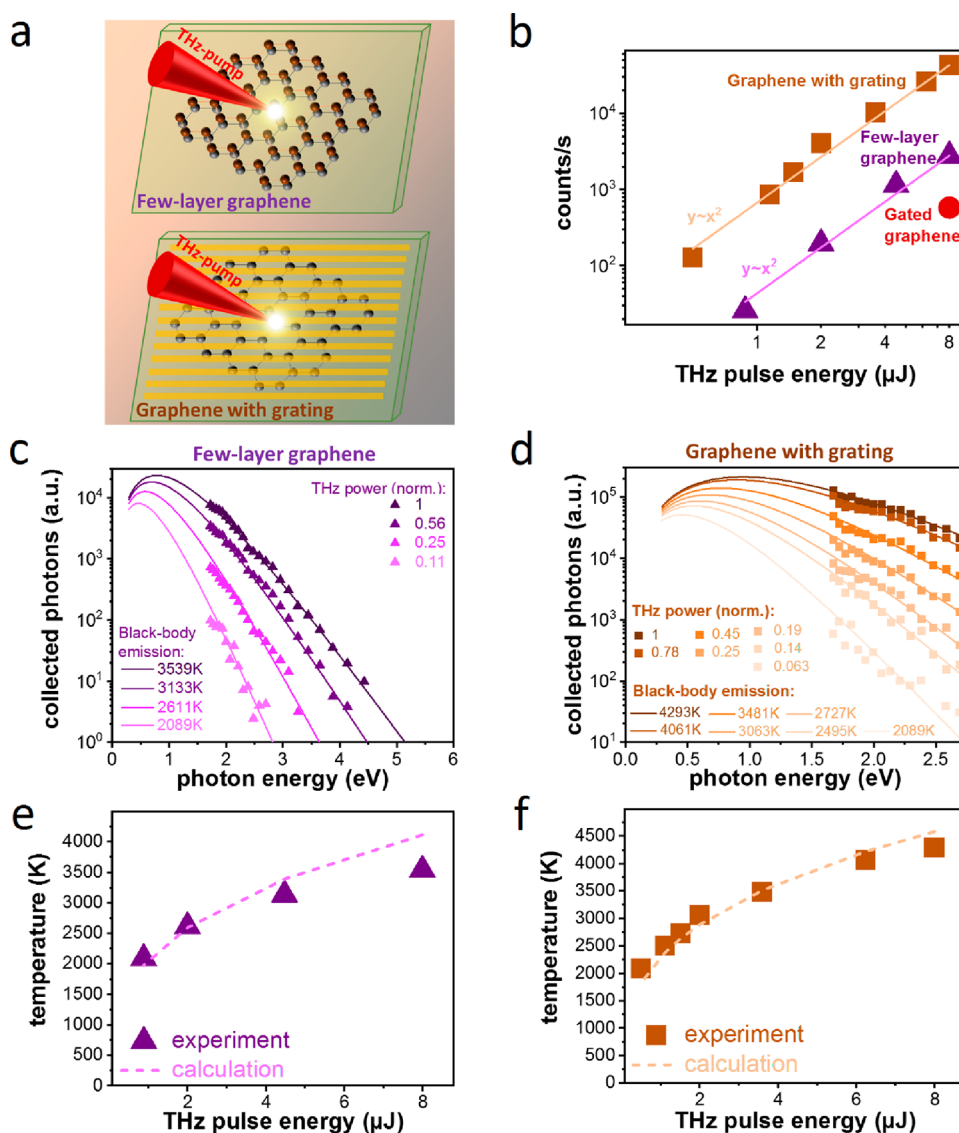 a
THz-pump
Few-layer graphene
THz-pump
Graphene with grating
b
Graphene with grating
Few-layer
graphene
Gated
graphene
y~x²
y~x²
10⁴
10³
10²
counts/s
1
2
4
8
THz pulse energy (μJ)
c
Few-layer graphene
THz power (norm.):
1
0.56
0.25
0.11
Black-body
emission:
3539K
3133K
2611K
2089K
10⁴
10³
10²
10¹
10⁰
collected photons (a.u.)
0 1 2 3 4 5 6
photon energy (eV)
d
Graphene with grating
THz power (norm.):
1 0.45 0.19
0.78 0.25 0.14
0.063
Black-body emission:
4293K 3481K 2727K
4061K 3063K 2495K 2089K
10⁵
10⁴
10³
10²
10¹
collected photons (a.u.)
0.0 0.5 1.0 1.5 2.0 2.5
photon energy (eV)
e
4000
3500
3000
2500
2000
1500
1000
500
0
temperature (K)
experiment
calculation
2 4 6 8
THz pulse energy (μJ)
f
4500
4000
3500
3000
2500
2000
1500
1000
500
0
temperature (K)
experiment
calculation
2 4 6 8
THz pulse energy (μJ)